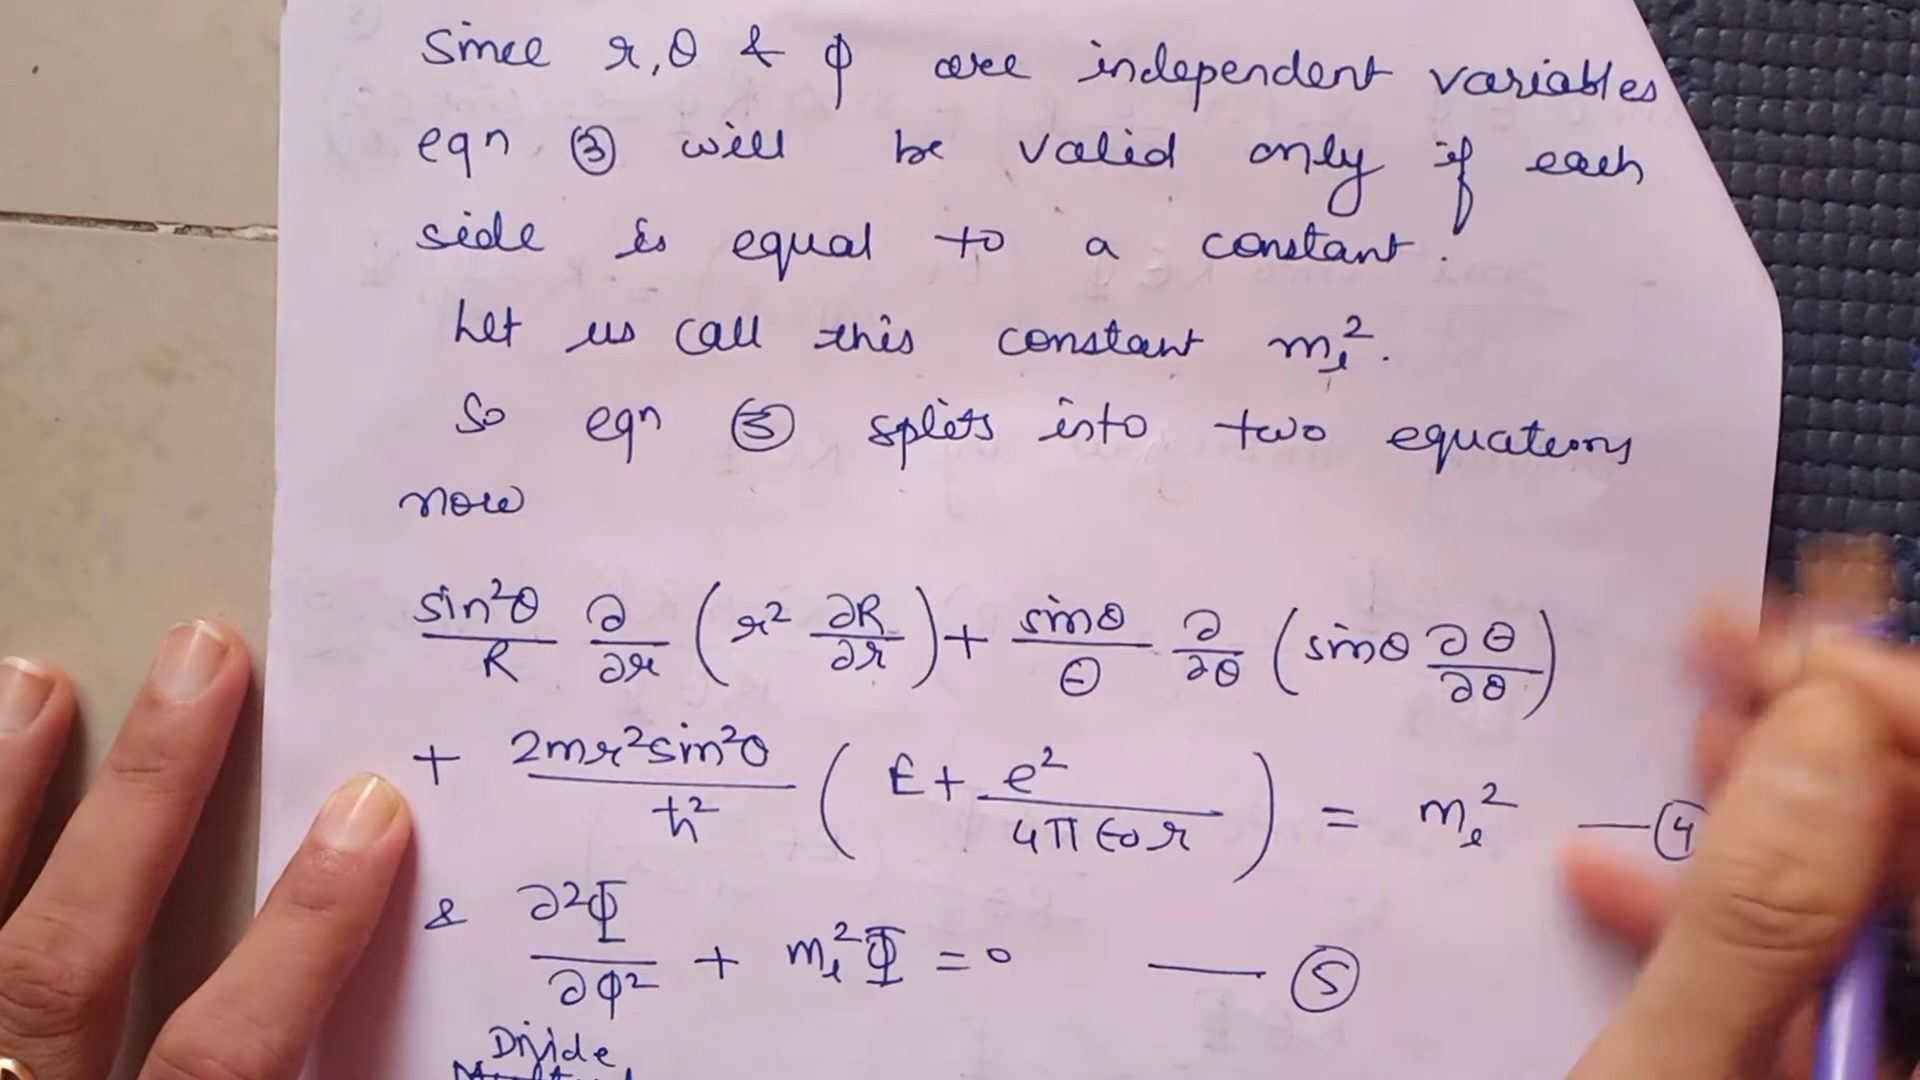 Since r, θ & φ are independent variables
eqn ③ will be valid only if each
side is equal to a constant.
Let us call this constant mₗ².
So eqn ③ splits into two equations
now
sin²θ/R ∂/∂r (r² ∂R/∂r) + sinθ/Θ ∂/∂θ (sinθ ∂Θ/∂θ)
+ 2mr²sin²θ/ħ² (E + e²/4πε₀r) = mₗ² —④
& ∂²Φ/∂φ² + mₗ²Φ = 0 —⑤
Divide